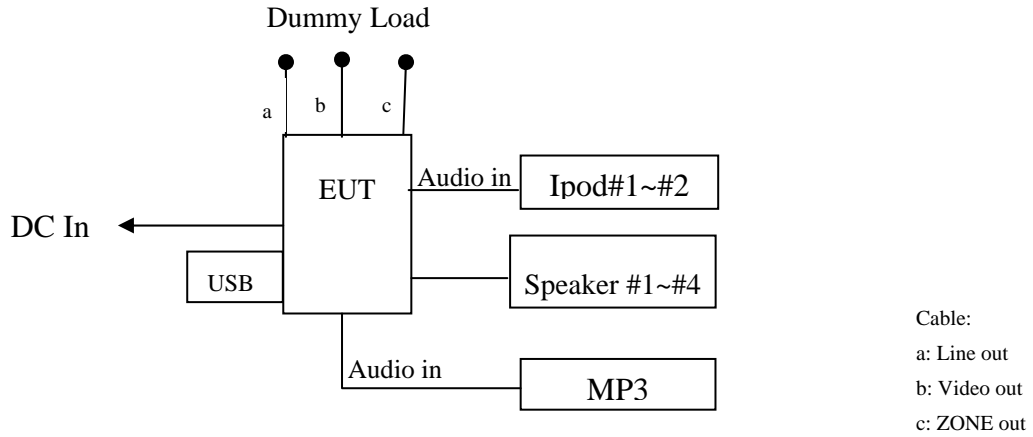 Dummy Load
a
b
c
EUT
Audio in
Ipod#1~#2
DC In
USB
Speaker #1~#4
Audio in
MP3
Cable:
a: Line out
b: Video out
c: ZONE out